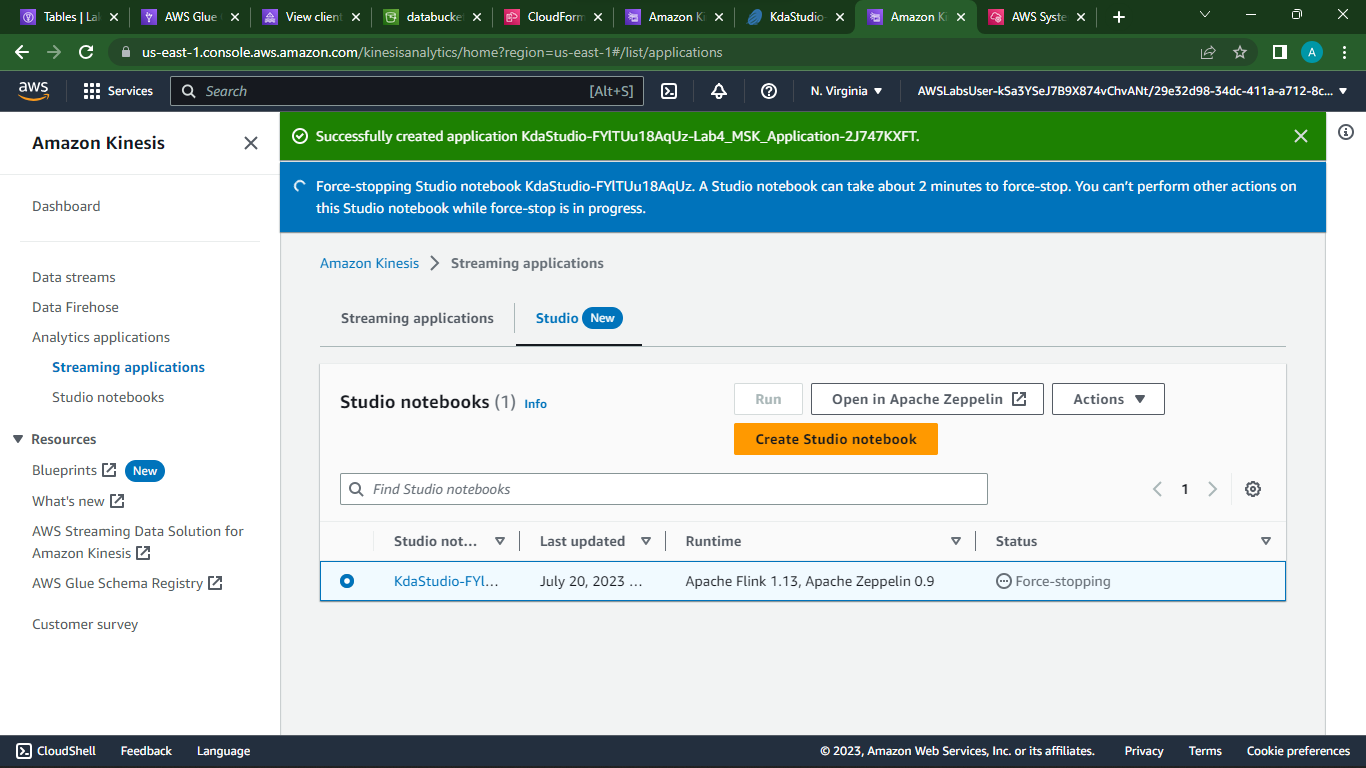 Tables | La
AWS Glue
View client
databucke
CloudForm
Amazon Ki
KdaStudio-
Amazon Ki
AWS Syste
us-east-1.console.aws.amazon.com/kinesisanalytics/home?region=us-east-1#/list/applications
A
aws
Services
Search
[Alt+S]
N. Virginia
AWSLabsUser-kSa3YSeJ7B9X874vChvANt/29e32d98-34dc-411a-a712-8c...
Amazon Kinesis
Dashboard
Data streams
Data Firehose
Analytics applications
Streaming applications
Studio notebooks
Resources
Blueprints New
What's new
AWS Streaming Data Solution for
Amazon Kinesis
AWS Glue Schema Registry
Customer survey
Successfully created application KdaStudio-FYlTUu18AqUz-Lab4_MSK_Application-2J747KXFT.
Force-stopping Studio notebook KdaStudio-FYlTUu18AqUz. A Studio notebook can take about 2 minutes to force-stop. You can't perform other actions on
this Studio notebook while force-stop is in progress.
Amazon Kinesis
Streaming applications
Streaming applications
Studio New
Studio notebooks (1) Info
Run
Open in Apache Zeppelin
Actions
Create Studio notebook
Find Studio notebooks
1
Studio not...
Last updated
Runtime
Status
KdaStudio-FYl...
July 20, 2023 ...
Apache Flink 1.13, Apache Zeppelin 0.9
Force-stopping
CloudShell
Feedback
Language
© 2023, Amazon Web Services, Inc. or its affiliates.
Privacy
Terms
Cookie preferences